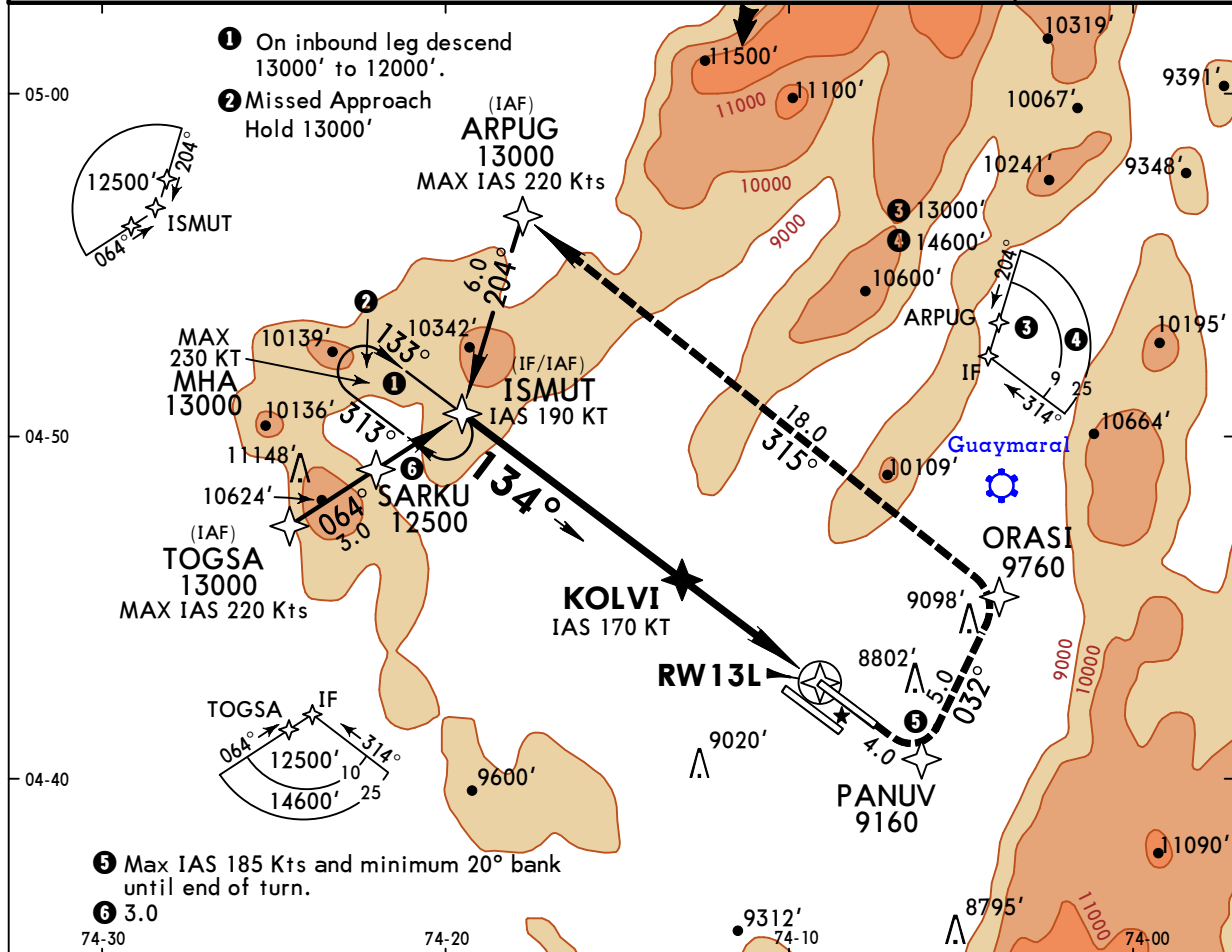 ❶ On inbound leg descend
13000' to 12000'.
❷ Missed Approach
Hold 13000'
05-00
(IAF)
ARPUG
13000
MAX IAS 220 Kts
11500'
11000
11100'
10000
9000
10319'
9391'
10067'
10241'
9348'
204°
12500'
ISMUT
064°
❸ 13000'
❹ 14600'
10600'
204°
ARPUG
❸
❹
IF
9
25
314°
10195'
10664'
6.0
204°
❷
10139'
10342'
133°
MAX
230 KT
MHA
13000
❶
(IF/IAF)
ISMUT
IAS 190 KT
10136'
313°
04-50
11148'
❻
SARKU
12500
10624'
064°
3.0
134°
(IAF)
TOGSA
13000
MAX IAS 220 Kts
18.0
315°
10109'
Guaymaral
ORASI
9760
KOLVI
IAS 170 KT
9098'
RW13L
8802'
5.0
032°
❺
4.0
9000
10000
PANUV
9160
9020'
TOGSA
IF
064°
314°
12500'
10
14600'
25
04-40
9600'
11090'
❺ Max IAS 185 Kts and minimum 20° bank
until end of turn.
❻ 3.0
9312'
8795'
11000
74-30
74-20
74-10
74-00